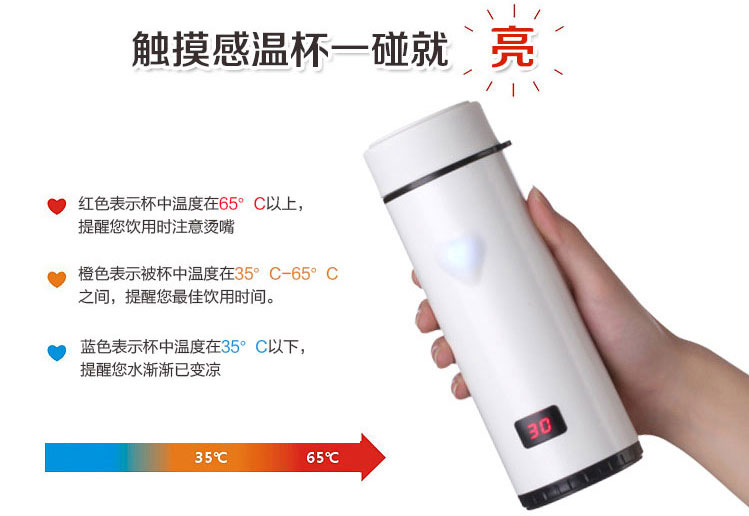 触摸感温杯一碰就亮
红色表示杯中温度在65°C以上，
提醒您饮用时注意烫嘴
橙色表示被杯中温度在35°C-65°C
之间，提醒您最佳饮用时间。
蓝色表示杯中温度在35°C以下，
提醒您水渐渐已变凉
30
35℃ 65℃